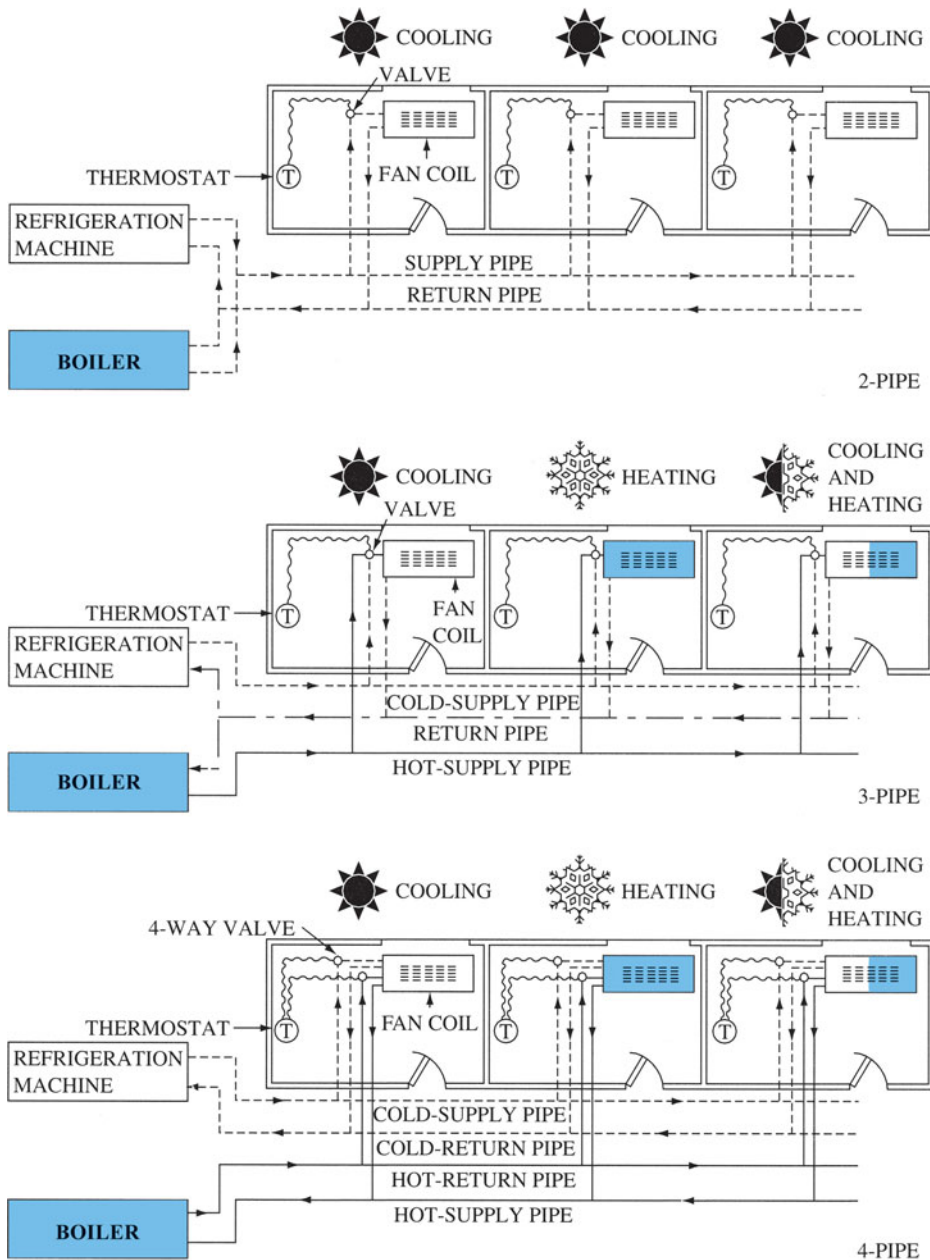 COOLING
COOLING
COOLING
VALVE
FAN COIL
THERMOSTAT
T
T
T
REFRIGERATION
MACHINE
SUPPLY PIPE
RETURN PIPE
BOILER
2-PIPE
COOLING
HEATING
COOLING
AND
HEATING
VALVE
THERMOSTAT
T
T
T
FAN
COIL
REFRIGERATION
MACHINE
COLD-SUPPLY PIPE
RETURN PIPE
HOT-SUPPLY PIPE
BOILER
3-PIPE
COOLING
HEATING
COOLING
AND
HEATING
4-WAY VALVE
THERMOSTAT
T
T
T
FAN COIL
REFRIGERATION
MACHINE
COLD-SUPPLY PIPE
COLD-RETURN PIPE
HOT-RETURN PIPE
HOT-SUPPLY PIPE
BOILER
4-PIPE